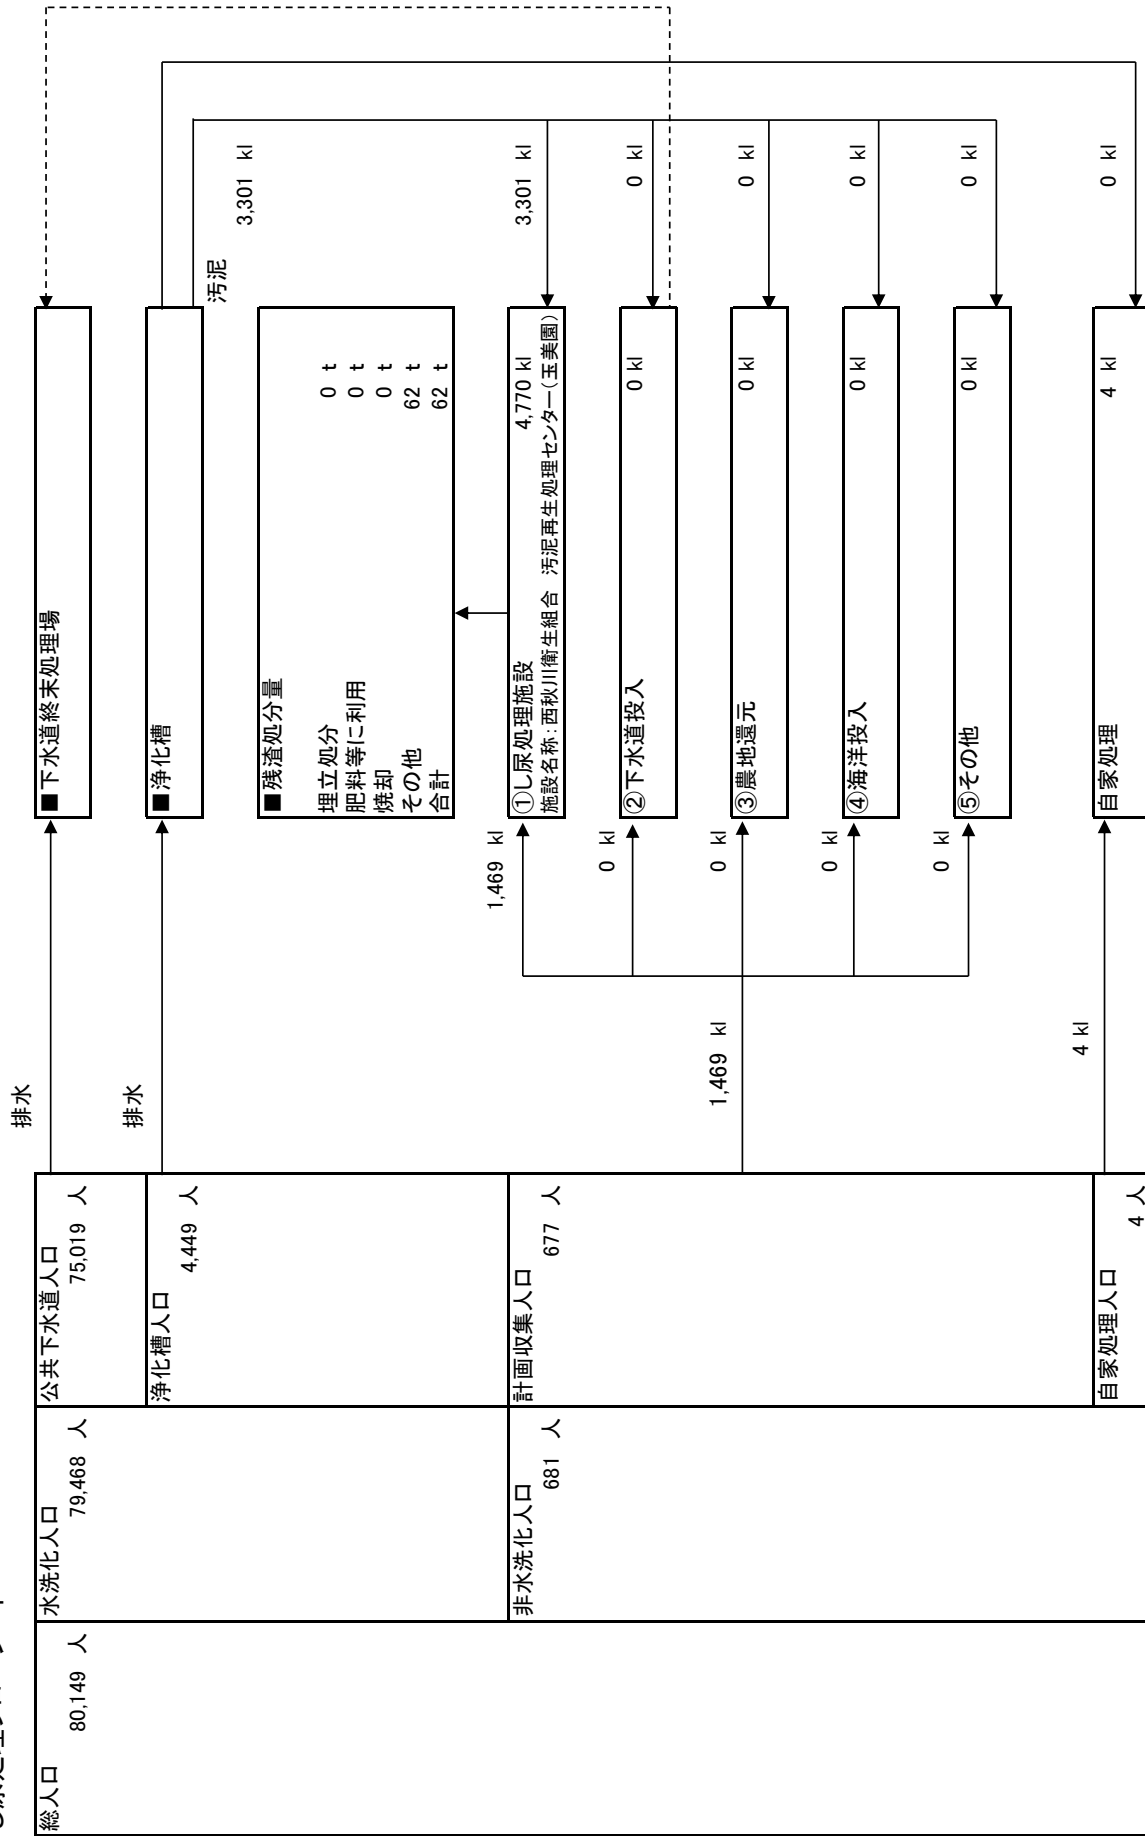 総人口
80,149 人
水洗化人口
79,468 人
公共下水道人口
75,019 人
浄化槽人口
4,449 人
非水洗化人口
681 人
計画収集人口
677 人
自家処理人口
4 人
排水
排水
1,469 kl
4 kl
1,469 kl
0 kl
0 kl
0 kl
0 kl
■下水道終末処理場
■浄化槽
■残渣処分量
埋立処分 0 t
肥料等に利用 0 t
焼却 0 t
その他 62 t
合計 62 t
①し尿処理施設 4,770 kl
施設名称:西秋川衛生組合 汚泥再生処理センター(玉美園)
②下水道投入 0 kl
③農地還元 0 kl
④海洋投入 0 kl
⑤その他 0 kl
自家処理 4 kl
汚泥
3,301 kl
3,301 kl
0 kl
0 kl
0 kl
0 kl
0 kl